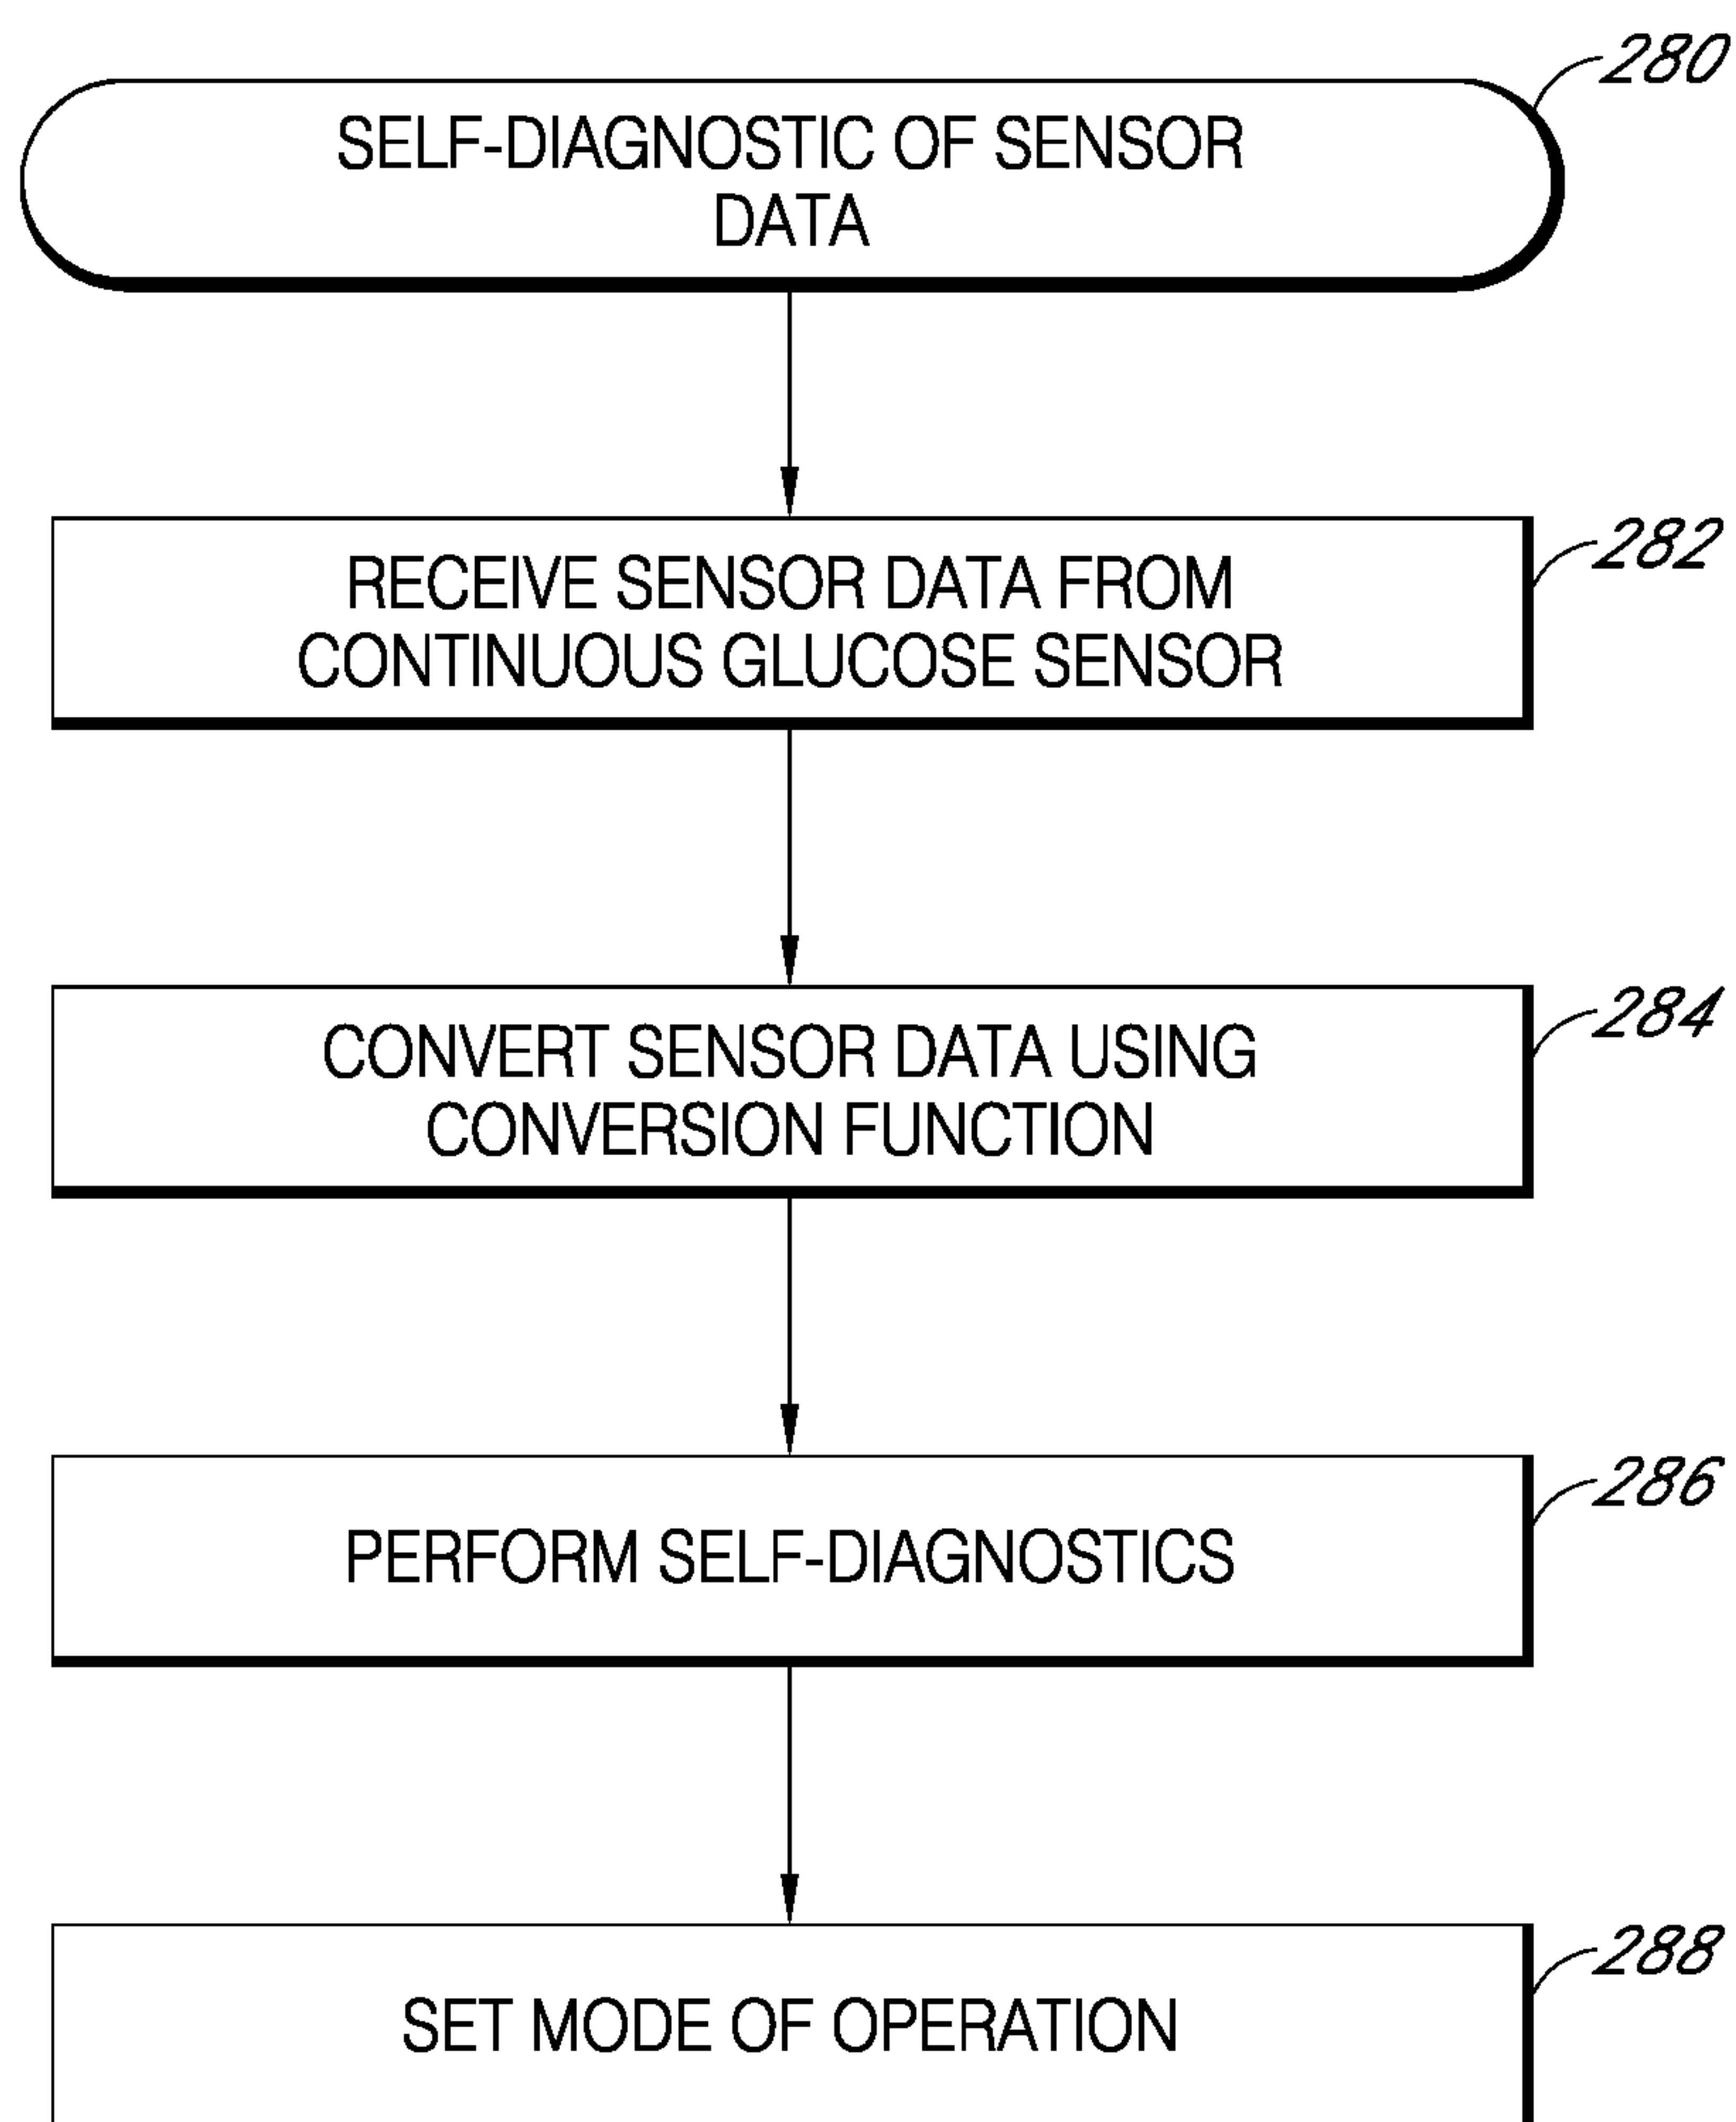 280
SELF-DIAGNOSTIC OF SENSOR
DATA
282
RECEIVE SENSOR DATA FROM
CONTINUOUS GLUCOSE SENSOR
284
CONVERT SENSOR DATA USING
CONVERSION FUNCTION
286
PERFORM SELF-DIAGNOSTICS
288
SET MODE OF OPERATION